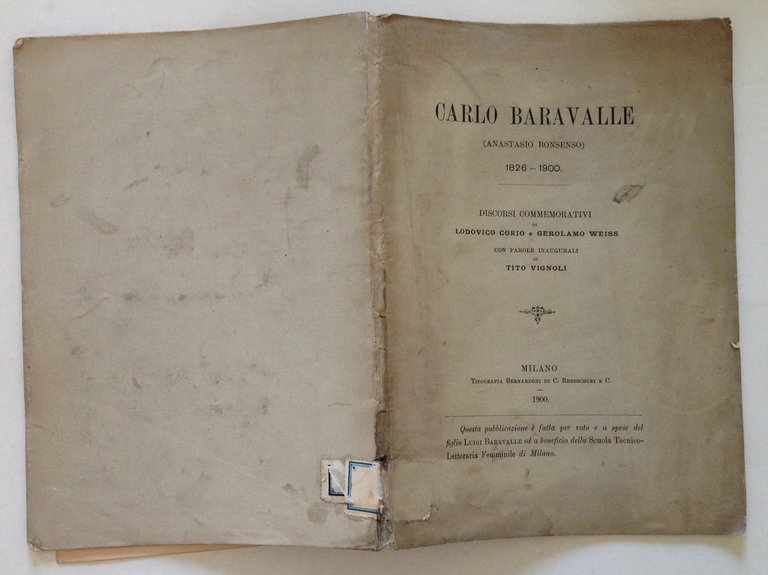 CARLO BARAVALLE
(ANASTASIO BONSENSO)
1826 – 1900.
DISCORSI COMMEMORATIVI
DI
LODOVICO CORIO e GEROLAMO WEISS
CON PAROLE INAUGURALI
DI
TITO VIGNOLI
MILANO
Tipografia Bernardoni di C. Rebeschini e C.
1900.
Questa pubblicazione è fatta per voto e a spese del
figlio Luigi Baravalle ed a beneficio della Scuola Tecnico-
Letteraria Femminile di Milano.